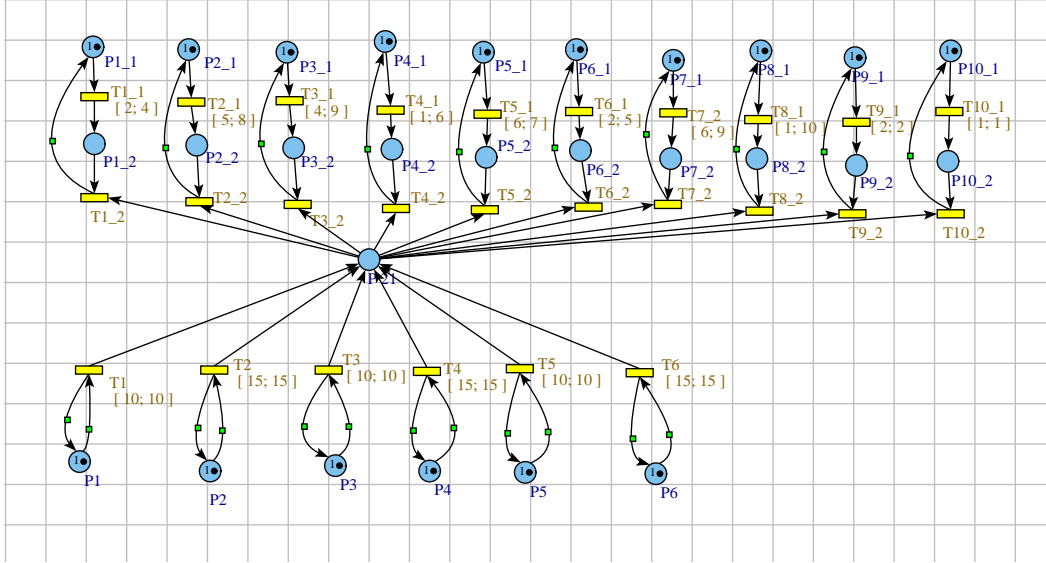 1
P1_1
T1_1
[ 2; 4 ]
P1_2
T1_2
1
P2_1
T2_1
[ 5; 8 ]
P2_2
T2_2
1
P3_1
T3_1
[ 4; 9 ]
P3_2
T3_2
1
P4_1
T4_1
[ 1; 6 ]
P4_2
T4_2
1
P5_1
T5_1
[ 6; 7 ]
P5_2
T5_2
1
P6_1
T6_1
[ 2; 5 ]
P6_2
T6_2
1
P7_1
T7_2
[ 6; 9 ]
P7_2
T7_2
1
P8_1
T8_1
[ 1; 10 ]
P8_2
T8_2
1
P9_1
T9_1
[ 2; 2 ]
P9_2
T9_2
1
P10_1
T10_1
[ 1; 1 ]
P10_2
T10_2
T1
[ 10; 10 ]
1
P1
T2
[ 15; 15 ]
1
P2
T3
[ 10; 10 ]
1
P3
T4
[ 15; 15 ]
1
P4
T5
[ 10; 10 ]
1
P5
T6
[ 15; 15 ]
1
P6